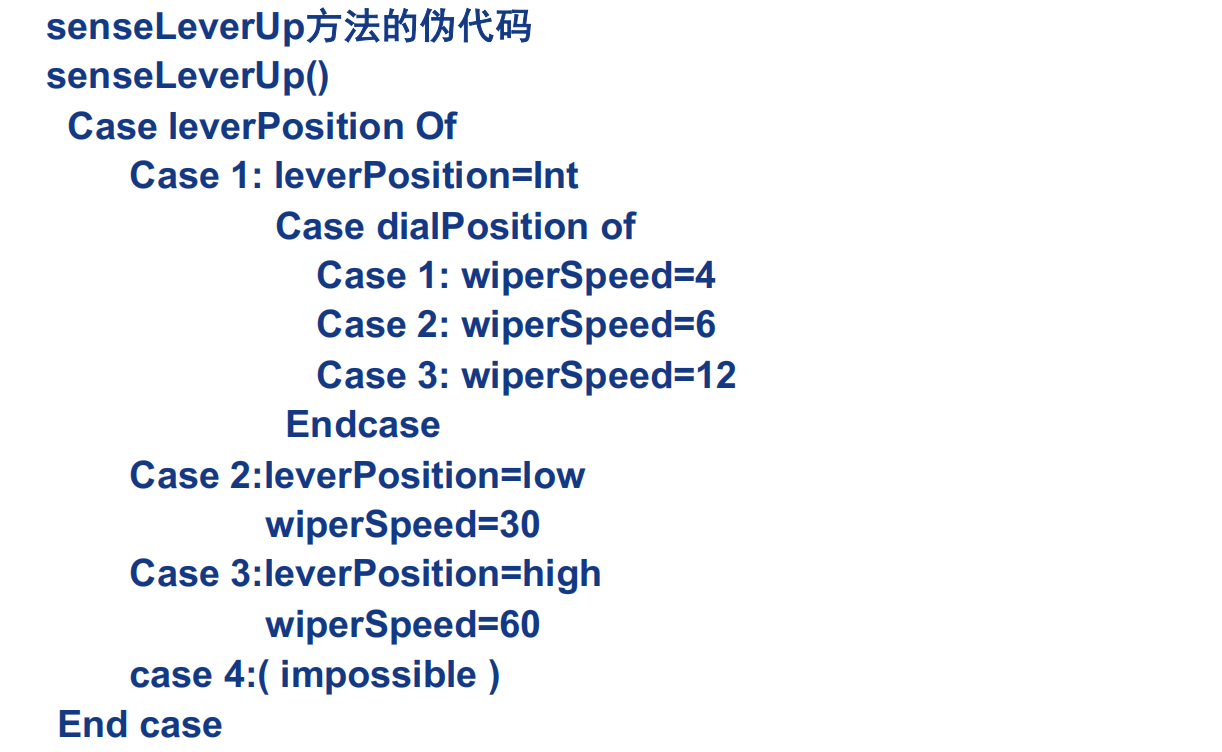 senseLeverUp方法的伪代码
senseLeverUp()
Case leverPosition Of
Case 1: leverPosition=Int
Case dialPosition of
Case 1: wiperSpeed=4
Case 2: wiperSpeed=6
Case 3: wiperSpeed=12
Endcase
Case 2:leverPosition=low
wiperSpeed=30
Case 3:leverPosition=high
wiperSpeed=60
case 4:( impossible )
End case